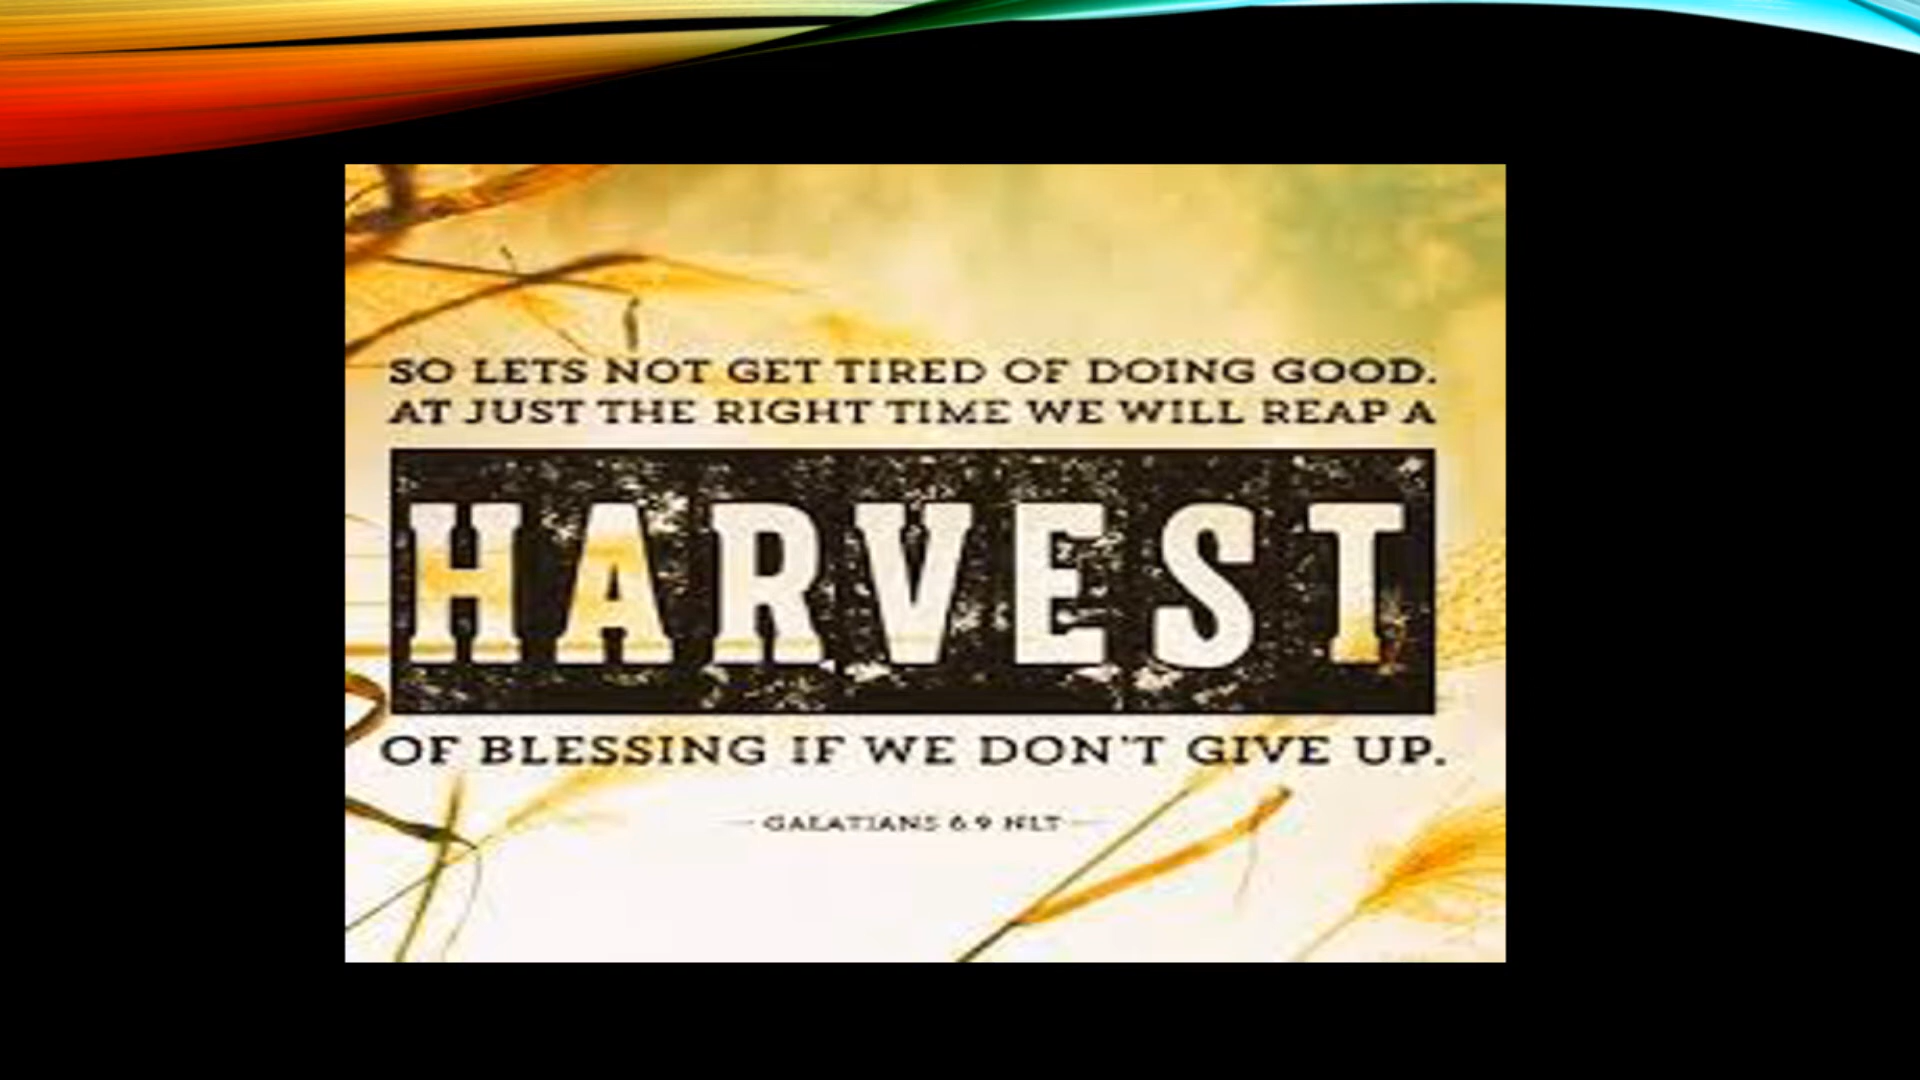 SO LETS NOT GET TIRED OF DOING GOOD.
AT JUST THE RIGHT TIME WE WILL REAP A
HARVEST
OF BLESSING IF WE DON'T GIVE UP.
GALATIANS 6:9 NLT